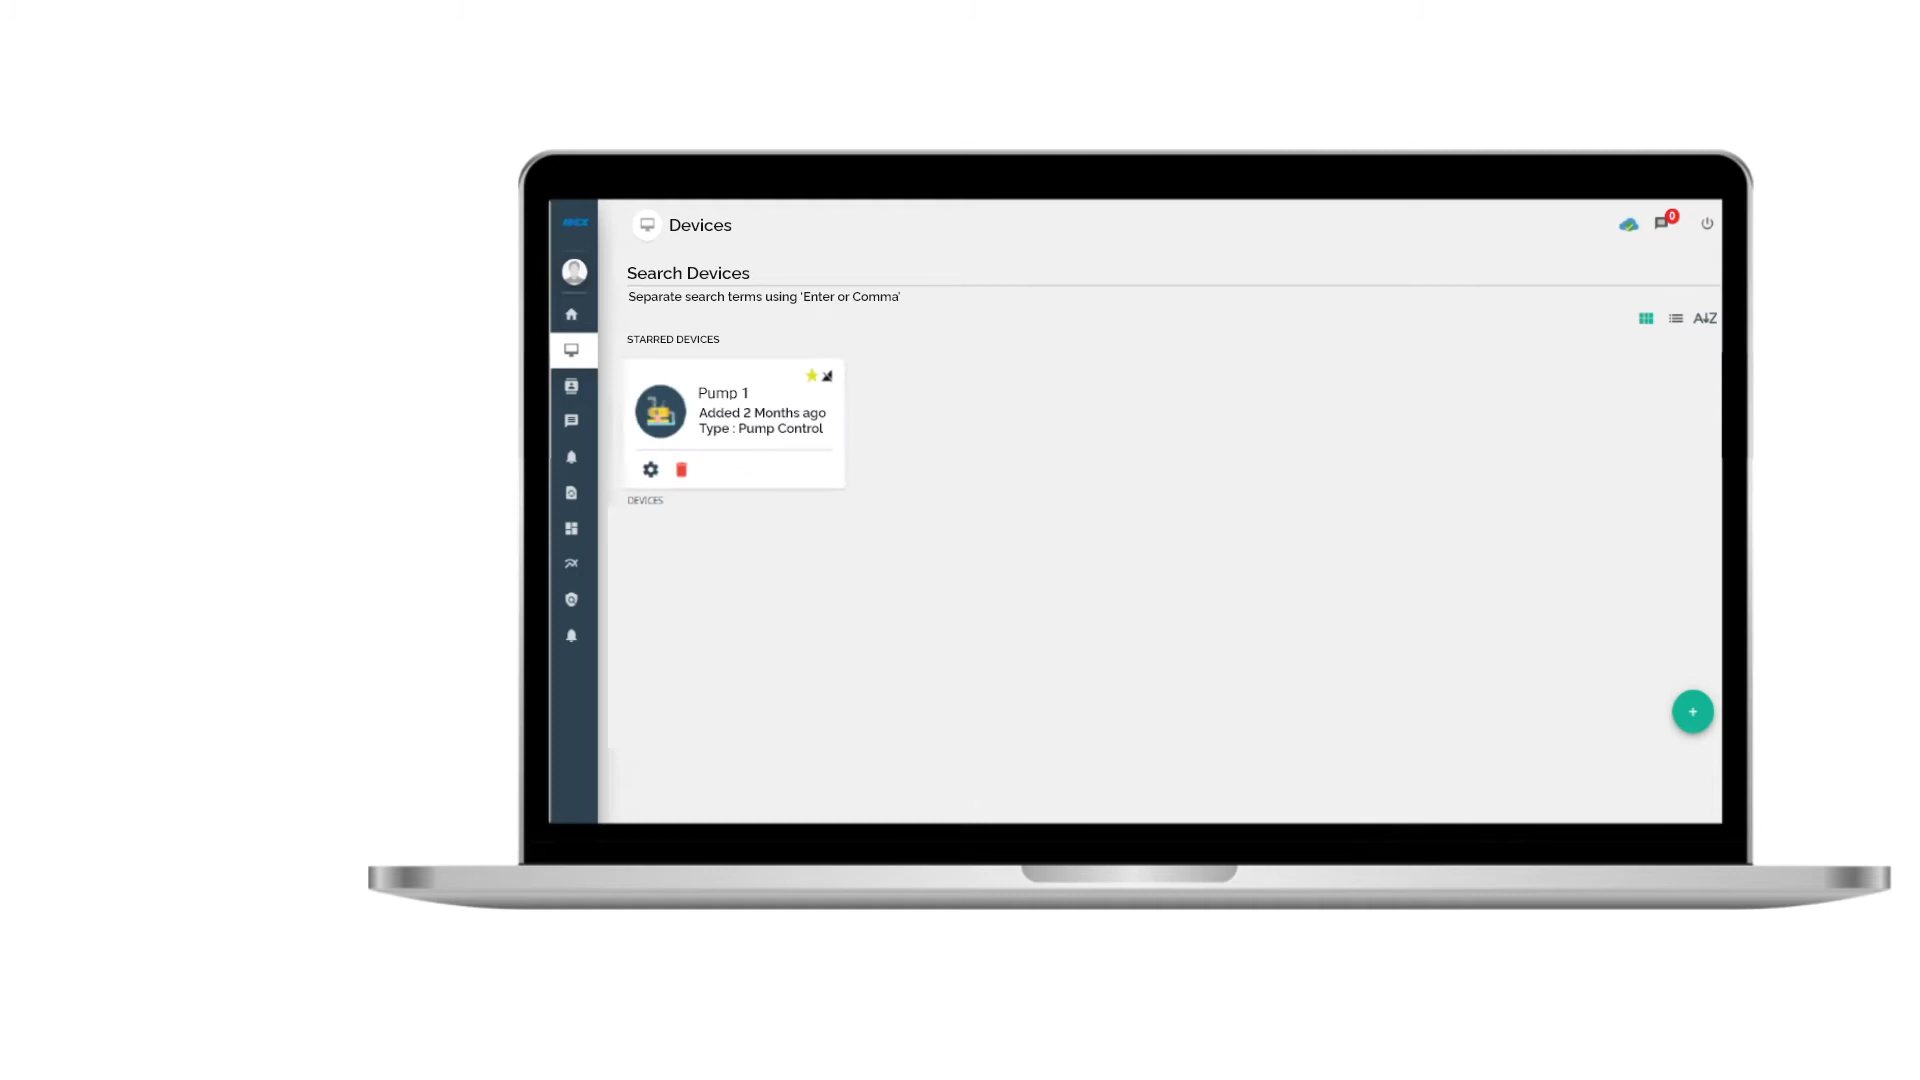 Devices
0
Search Devices
Separate search terms using 'Enter or Comma'
A↓Z
STARRED DEVICES
Pump 1
Added 2 Months ago
Type : Pump Control
DEVICES
+